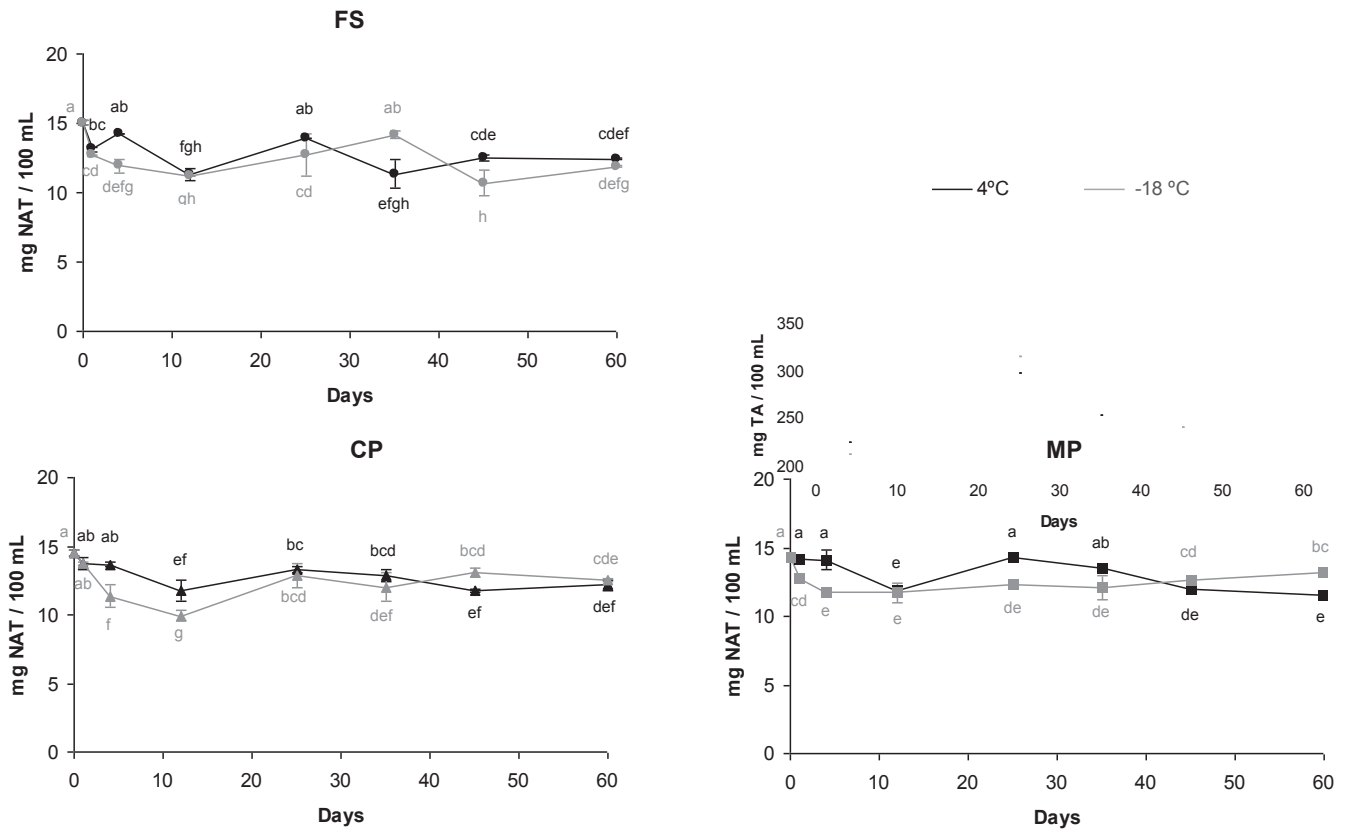 FS
20
15
10
5
0
mg NAT / 100 mL
a
bc
ab
fgh
ab
ab
cde
cdef
cd
defg
gh
cd
efgh
h
defg
0 10 20 30 40 50 60
Days
4ºC
-18 ºC
350
300
250
200
mg TA / 100 mL
0 10 20 30 40 50 60
Days
CP
20
15
10
5
0
mg NAT / 100 mL
a
ab
ab
ef
bc
bcd
bcd
cde
ab
f
g
bcd
def
ef
def
0 10 20 30 40 50 60
Days
MP
20
15
10
5
0
mg NAT / 100 mL
a
a
a
e
a
ab
cd
bc
cd
e
e
de
de
de
e
0 10 20 30 40 50 60
Days